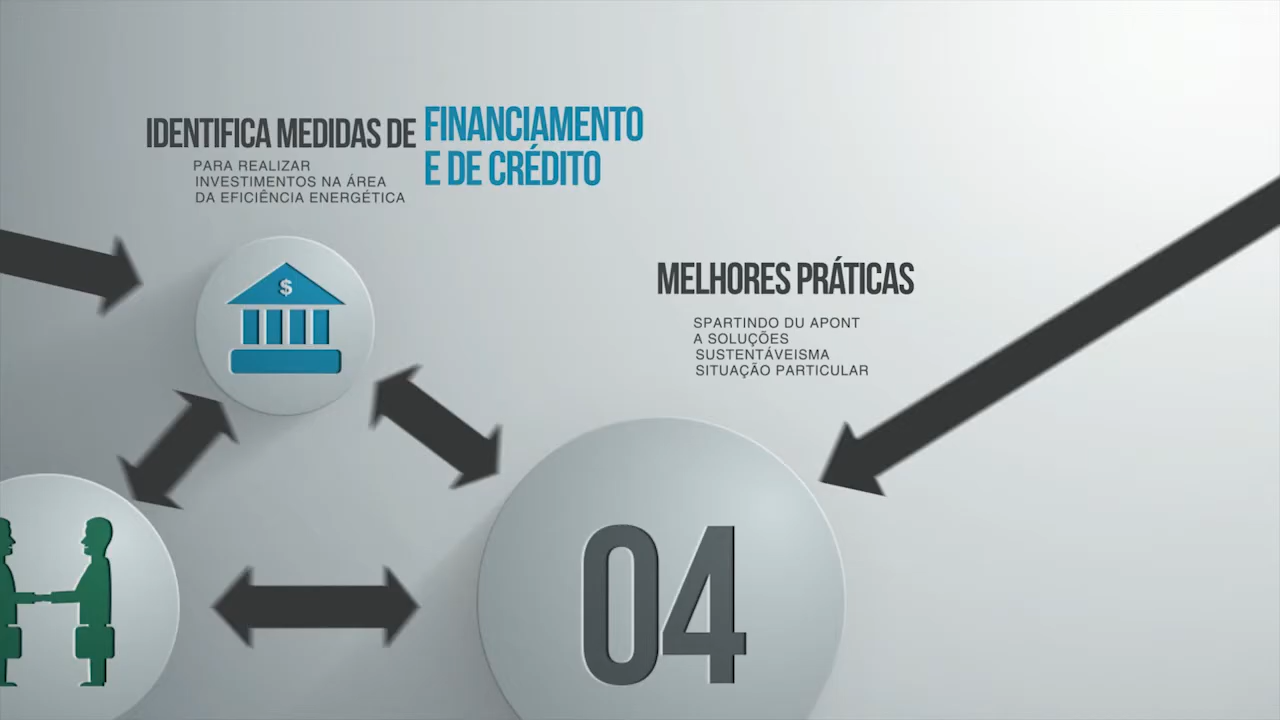 IDENTIFICA MEDIDAS DE
FINANCIAMENTO
E DE CRÉDITO
PARA REALIZAR
INVESTIMENTOS NA ÁREA
DA EFICIÊNCIA ENERGÉTICA
$
MELHORES PRÁTICAS
SPARTINDO DU APONT
A SOLUÇÕES
SUSTENTÁVEISMA
SITUAÇÃO PARTICULAR
04